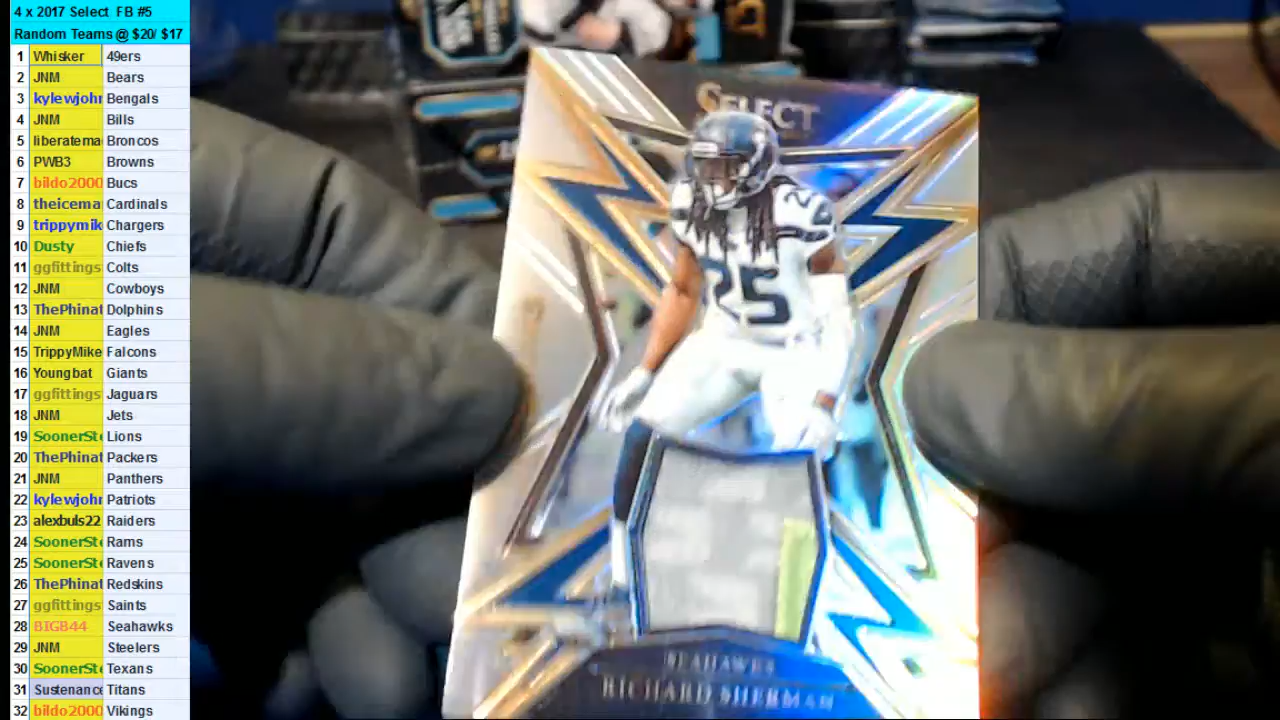 4 x 2017 Select FB #5
Random Teams @ $20/ $17
1 Whisker 49ers
2 JNM Bears
3 kylewjohn Bengals
4 JNM Bills
5 liberatema Broncos
6 PWB3 Browns
7 bildo2000 Bucs
8 theicema Cardinals
9 trippymik Chargers
10 Dusty Chiefs
11 ggfittings Colts
12 JNM Cowboys
13 ThePhinat Dolphins
14 JNM Eagles
15 TrippyMike Falcons
16 Youngbat Giants
17 ggfittings Jaguars
18 JNM Jets
19 SoonerSt Lions
20 ThePhinat Packers
21 JNM Panthers
22 kylewjohn Patriots
23 alexbuls22 Raiders
24 SoonerSt Rams
25 SoonerSt Ravens
26 ThePhinat Redskins
27 ggfittings Saints
28 BIGB44 Seahawks
29 JNM Steelers
30 SoonerSt Texans
31 Sustenance Titans
32 bildo2000 Vikings
SELECT
25
25
SEAHAWKS
RICHARD SHERMAN